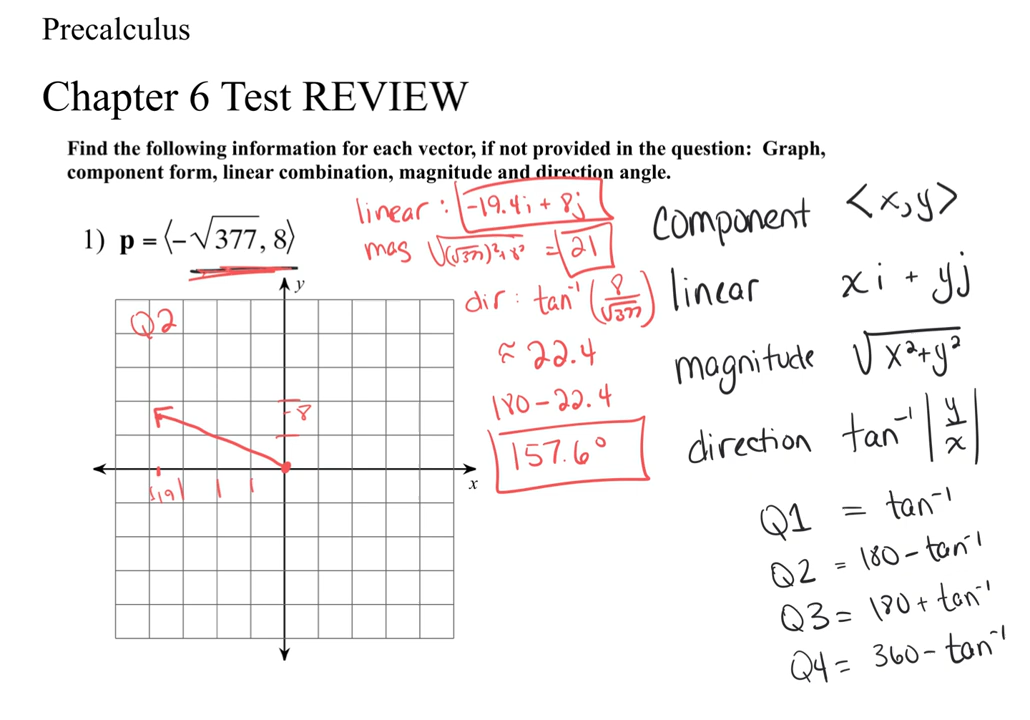 Precalculus
Chapter 6 Test REVIEW
Find the following information for each vector, if not provided in the question: Graph,
component form, linear combination, magnitude and direction angle.
1) p = ⟨-√377, 8⟩
linear : -19.4i + 8j
mag √(√377)²+8² = 21
dir : tan⁻¹ (8/√377)
≈ 22.4
180-22.4
157.6°
y
x
Q2
8
component <x,y>
linear xi + yj
magnitude √x²+y²
direction tan⁻¹ |y/x|
Q1 = tan⁻¹
Q2 = 180 - tan⁻¹
Q3 = 180 + tan⁻¹
Q4 = 360 - tan⁻¹